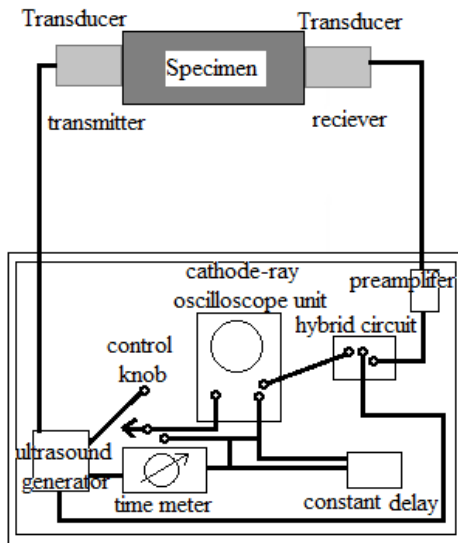 Transducer
Transducer
Specimen
transmitter
reciever
cathode-ray
oscilloscope unit
preamplifer
hybrid circuit
control
knob
ultrasound
generator
time meter
constant delay